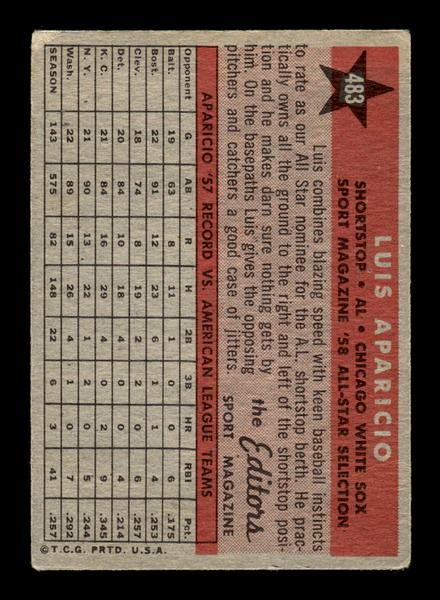 483
LUIS APARICIO
SHORTSTOP • AL • CHICAGO WHITE SOX
SPORT MAGAZINE '58 ALL-STAR SELECTION
Luis combines blazing speed with keen baseball instincts
to rate as our All Star nominee for the A.L. shortstop berth. He prac-
tically owns all the ground to the right and left of the shortstop posi-
tion and he makes darn sure nothing gets by
him. On the basepaths Luis gives the opposing
pitchers and catchers a good case of jitters.
the Editors
SPORT MAGAZINE
APARICIO '57 RECORD VS. AMERICAN LEAGUE TEAMS
Opponent G AB R H 2B 3B HR RBI Pct.
Balt. 19 63 8 11 .175
Bost. 22 91 12 23 2 3 1 6 .253
Clev. 18 74 11 19 6 2 1 4 .257
Det. 20 84 10 18 4 0 0 4 .214
K.C. 21 84 29 4 0 1 9 .345
N.Y. 21 90 13 22 1 0 0 5 .244
Wash. 22 89 15 26 4 1 0 7 .292
SEASON 143 575 82 148 22 6 3 41 .257
© T.C.G. PRTD. U.S.A.